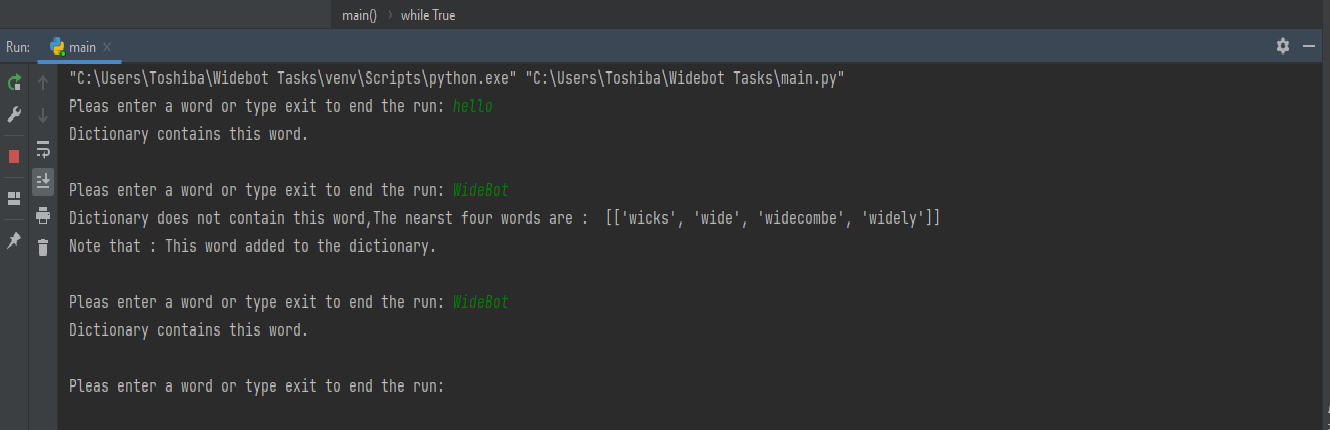 main() › while True
Run: main ×
"C:\Users\Toshiba\Widebot Tasks\venv\Scripts\python.exe" "C:\Users\Toshiba\Widebot Tasks\main.py"
Pleas enter a word or type exit to end the run: hello
Dictionary contains this word.
Pleas enter a word or type exit to end the run: WideBot
Dictionary does not contain this word,The nearst four words are :  [['wicks', 'wide', 'widecombe', 'widely']]
Note that : This word added to the dictionary.
Pleas enter a word or type exit to end the run: WideBot
Dictionary contains this word.
Pleas enter a word or type exit to end the run: